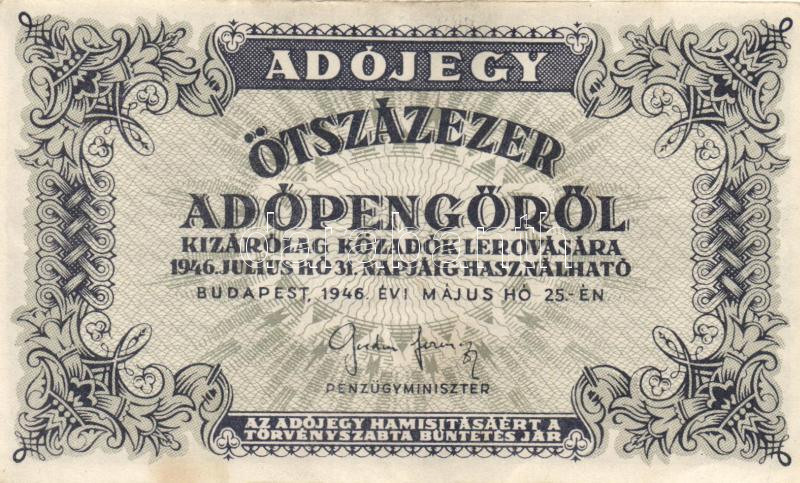 ADÓJEGY
ÖTSZÁZEZER
ADÓPENGŐRŐL
KIZÁRÓLAG KÖZADÓK LEROVÁSÁRA
1946. JULIUS HÓ 31. NAPJÁIG HASZNÁLHATÓ
BUDAPEST, 1946. ÉVI MÁJUS HÓ 25.-ÉN
PÉNZÜGYMINISZTER
AZ ADÓJEGY HAMISITÁSÁÉRT A
TÖRVÉNYSZABTA BÜNTETÉS JÁR